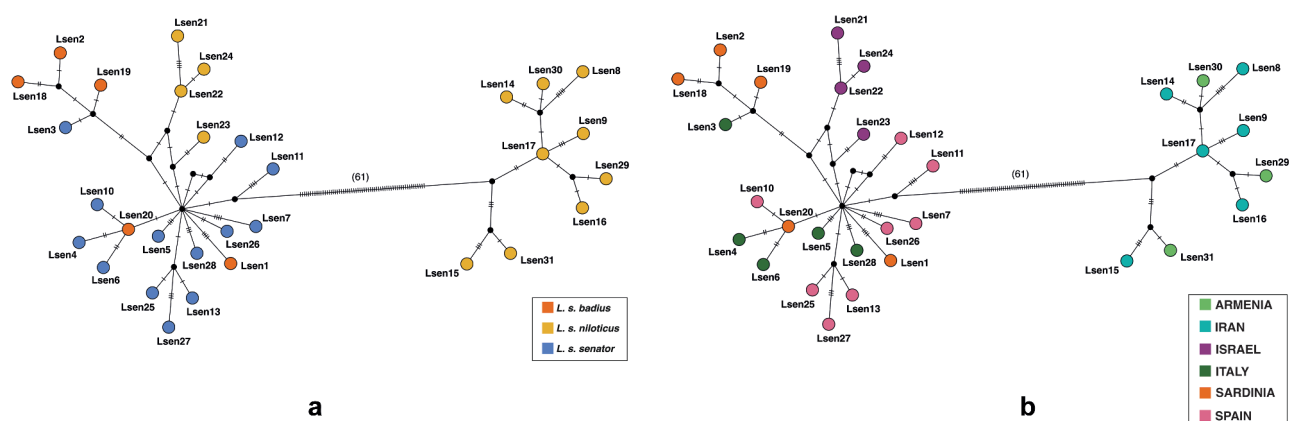 Lsen21
Lsen2
Lsen24
Lsen19
Lsen18
Lsen22
Lsen3
Lsen23
Lsen12
Lsen11
Lsen10
Lsen20
Lsen7
Lsen4
Lsen5
Lsen26
Lsen6
Lsen28
Lsen1
Lsen25
Lsen13
Lsen27
(61)
Lsen30
Lsen8
Lsen14
Lsen9
Lsen17
Lsen29
Lsen16
Lsen15
Lsen31
L. s. badius
L. s. niloticus
L. s. senator
a
Lsen21
Lsen2
Lsen24
Lsen19
Lsen18
Lsen22
Lsen3
Lsen23
Lsen12
Lsen11
Lsen10
Lsen20
Lsen7
Lsen4
Lsen5
Lsen26
Lsen6
Lsen28
Lsen1
Lsen25
Lsen13
Lsen27
(61)
Lsen30
Lsen8
Lsen14
Lsen9
Lsen17
Lsen29
Lsen16
Lsen15
Lsen31
ARMENIA
IRAN
ISRAEL
ITALY
SARDINIA
SPAIN
b